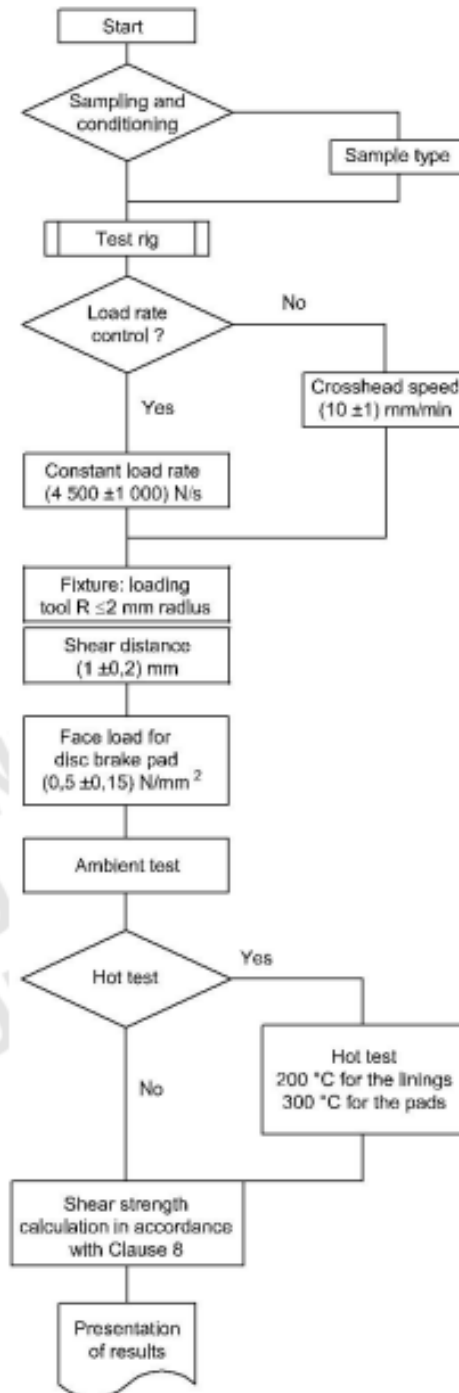 Start
Sampling and
conditioning
Sample type
Test rig
Load rate
control ?
No
Crosshead speed
(10 ±1) mm/min
Yes
Constant load rate
(4 500 ±1 000) N/s
Fixture: loading
tool R ≤2 mm radius
Shear distance
(1 ±0,2) mm
Face load for
disc brake pad
(0,5 ±0,15) N/mm ²
Ambient test
Hot test
Yes
Hot test
200 °C for the linings
300 °C for the pads
No
Shear strength
calculation in accordance
with Clause 8
Presentation
of results